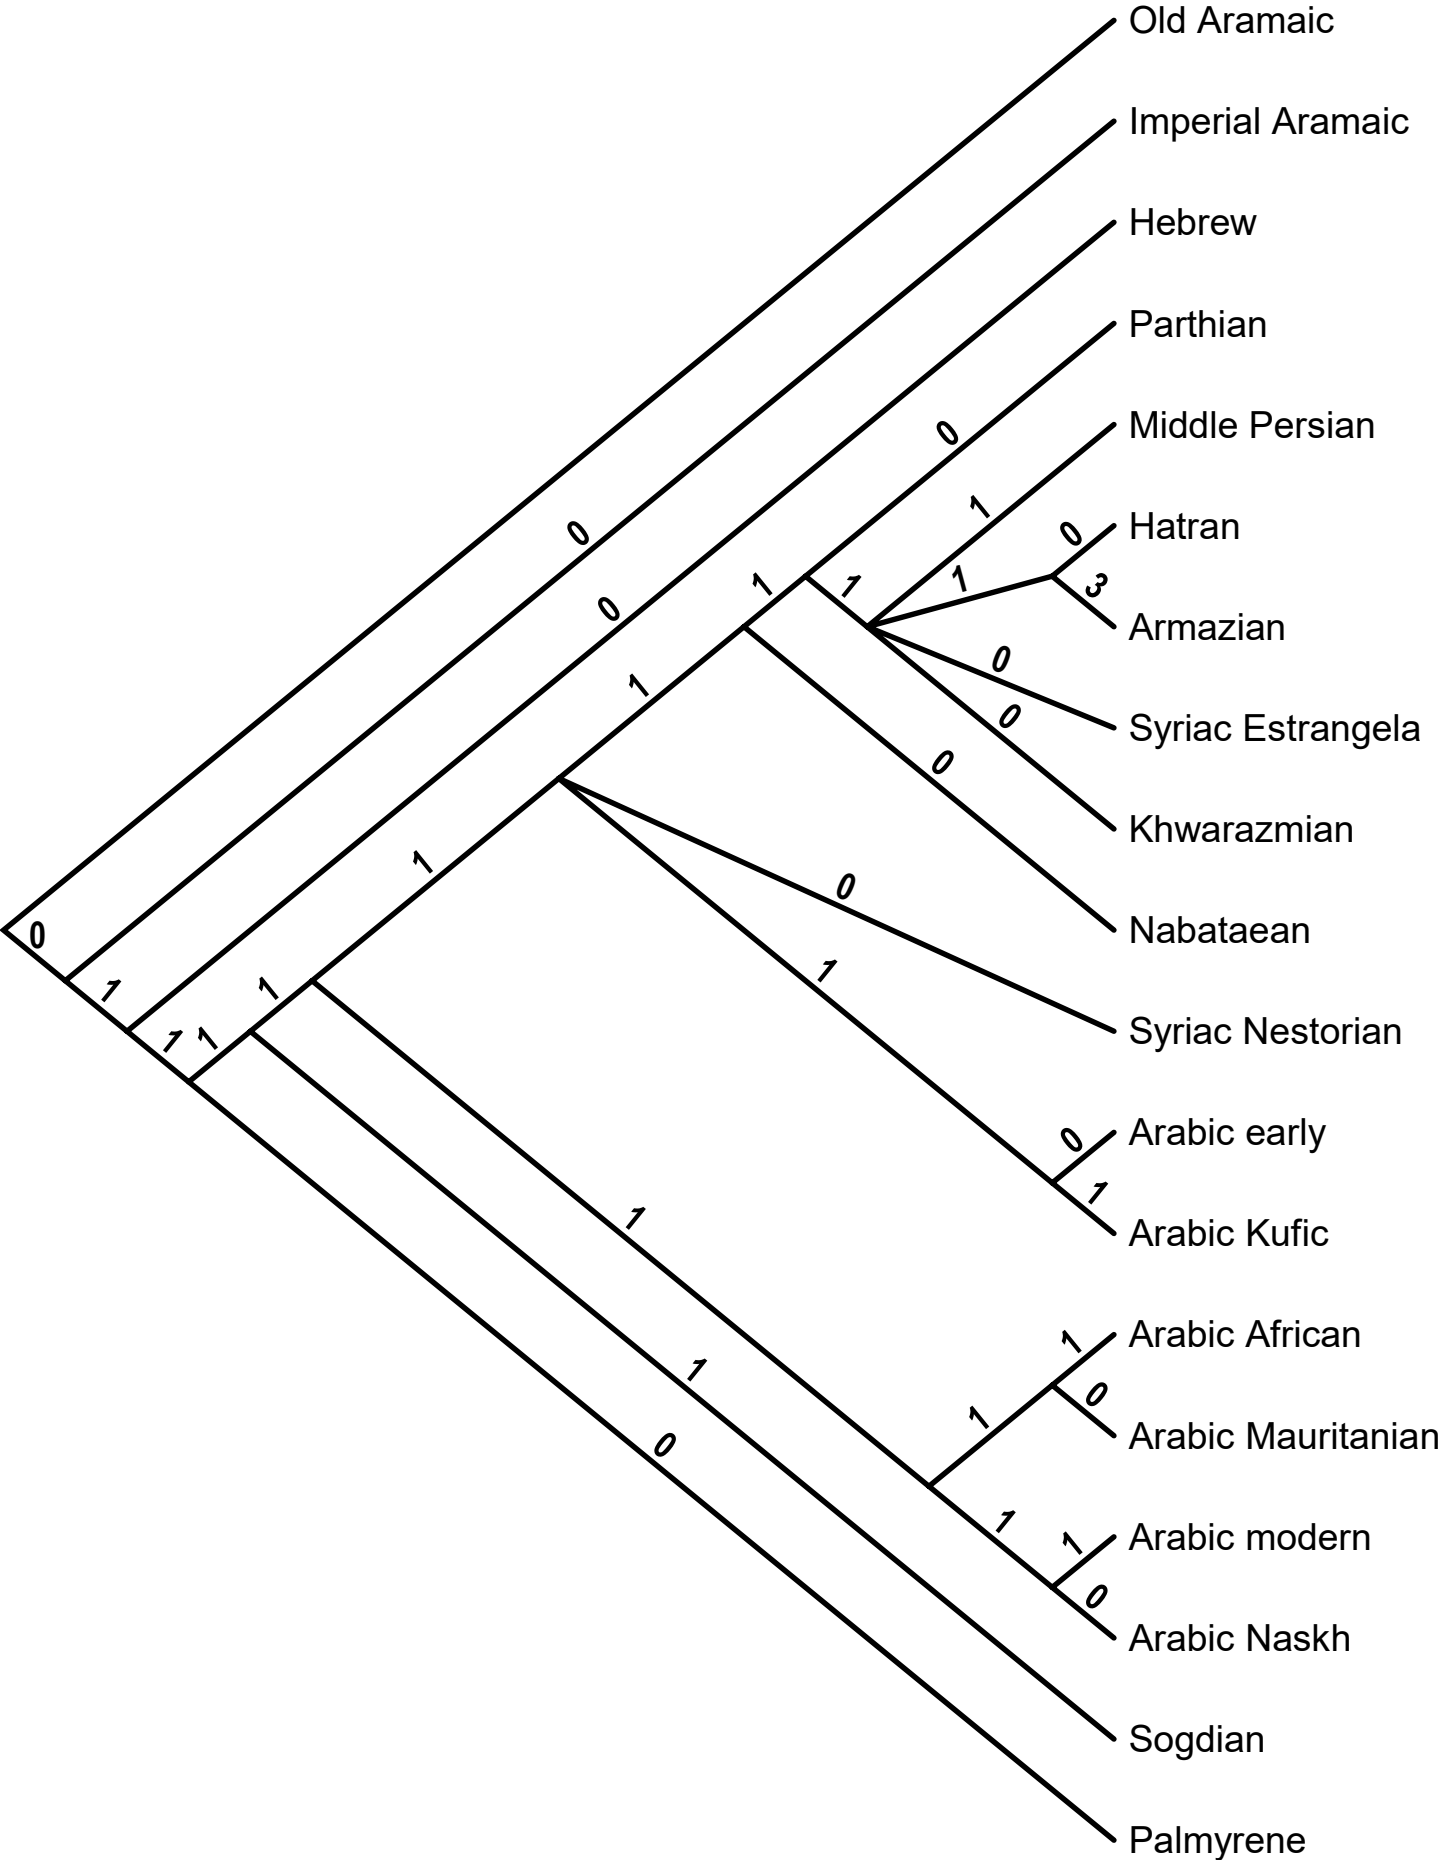 Old Aramaic
Imperial Aramaic
Hebrew
Parthian
0
Middle Persian
1
Hatran
0
0
1
3
1
1
0
Armazian
0
1
0
Syriac Estrangela
0
0
Khwarazmian
1
0
Nabataean
0
1
1
1
Syriac Nestorian
1
1
0
Arabic early
1
Arabic Kufic
1
1
Arabic African
1
0
1
Arabic Mauritanian
0
1
1
Arabic modern
0
Arabic Naskh
Sogdian
Palmyrene